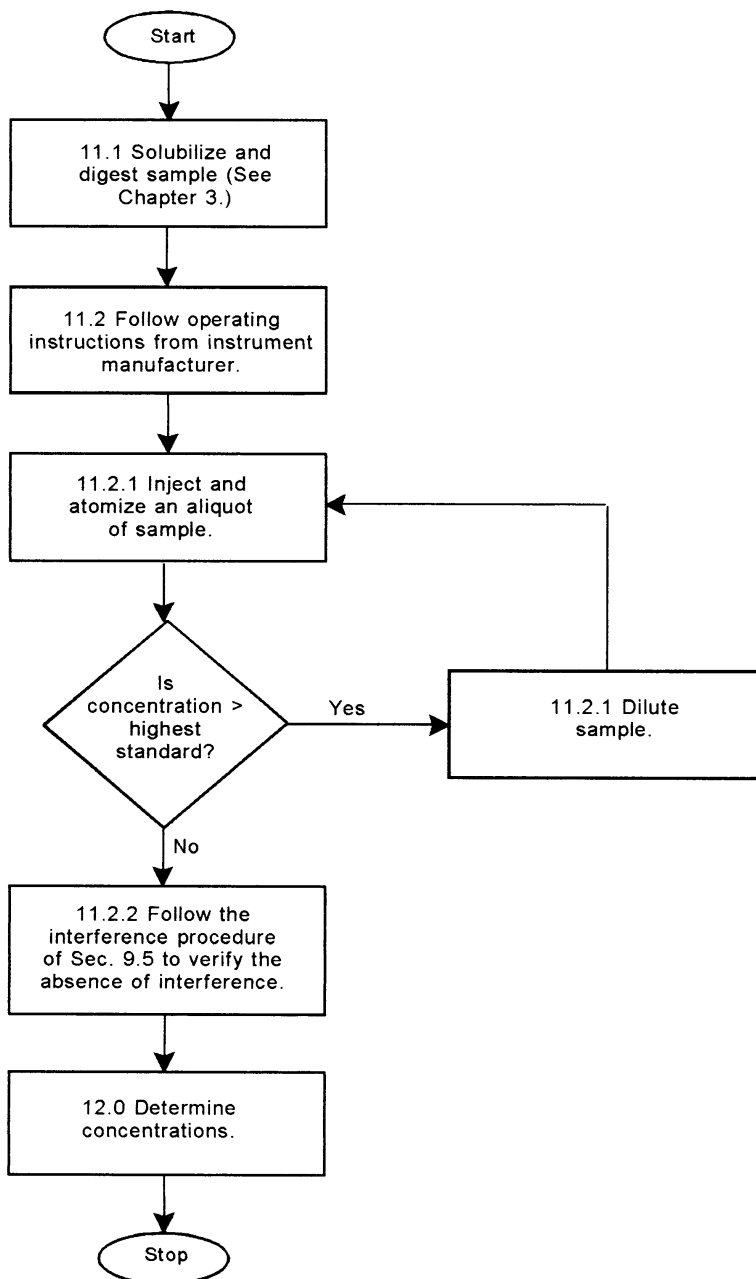 Start
11.1 Solubilize and
digest sample (See
Chapter 3.)
11.2 Follow operating
instructions from instrument
manufacturer.
11.2.1 Inject and
atomize an aliquot
of sample.
Is
concentration >
highest
standard?
Yes
11.2.1 Dilute
sample.
No
11.2.2 Follow the
interference procedure
of Sec. 9.5 to verify the
absence of interference.
12.0 Determine
concentrations.
Stop